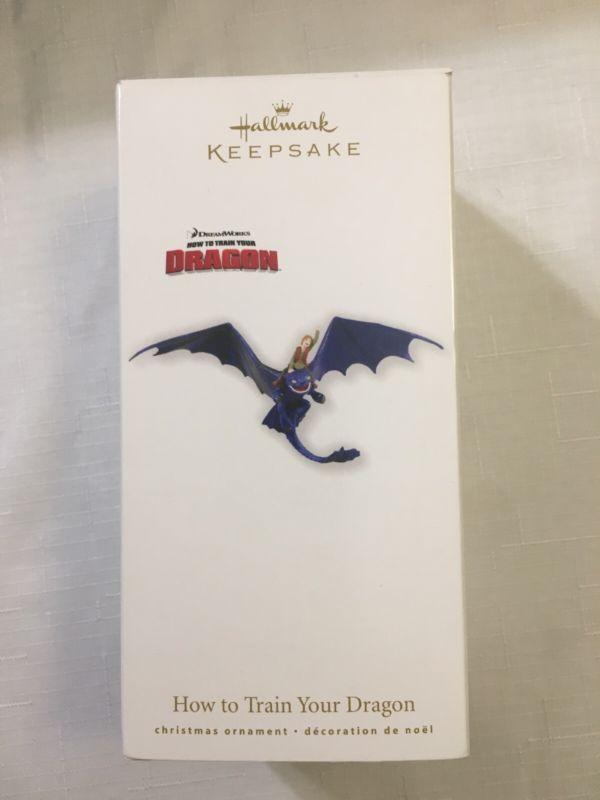 Hallmark
KEEPSAKE
DREAMWORKS
HOW TO TRAIN YOUR
DRAGON
How to Train Your Dragon
christmas ornament • décoration de noël